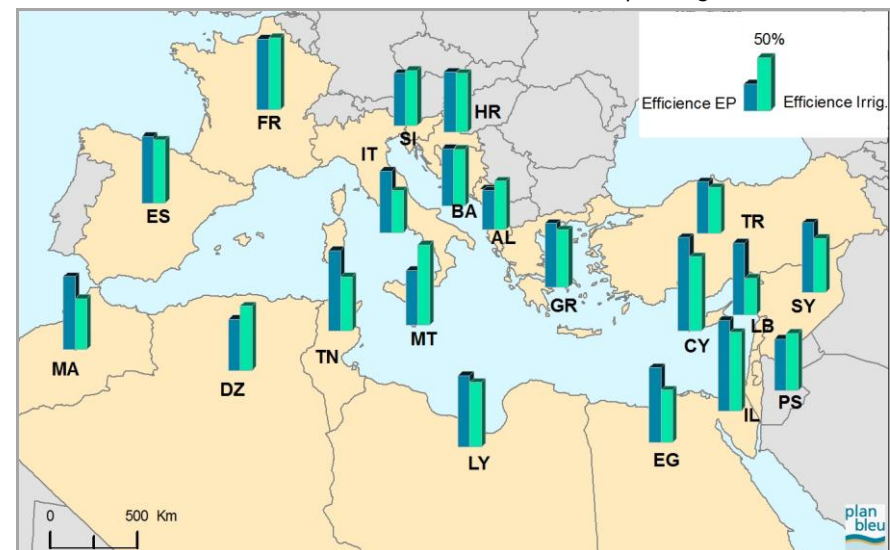 50%
Efficience EP
Efficience Irrig.
FR
SI
HR
IT
ES
BA
AL
TR
GR
SY
LB
CY
MA
TN
MT
DZ
IL
PS
LY
EG
0 500 Km
plan
bleu